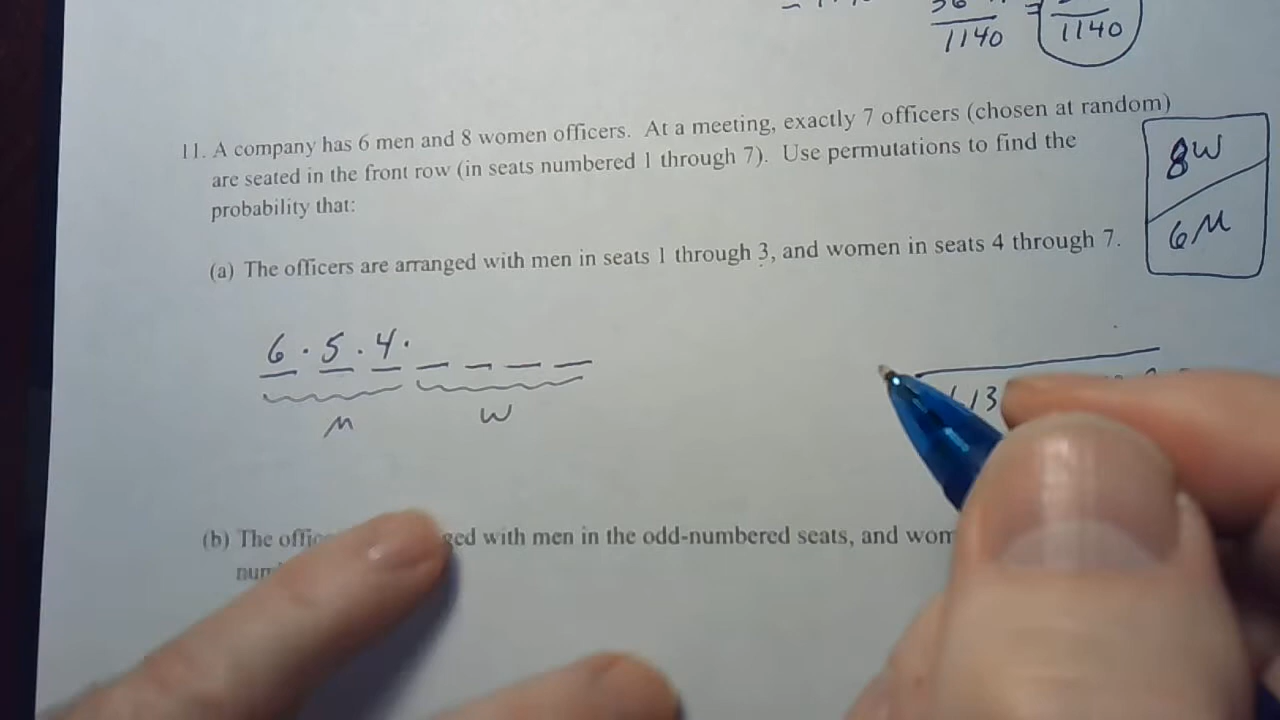 1140 = 1140
11. A company has 6 men and 8 women officers. At a meeting, exactly 7 officers (chosen at random)
are seated in the front row (in seats numbered 1 through 7). Use permutations to find the
probability that:
8W
6M
(a) The officers are arranged with men in seats 1 through 3, and women in seats 4 through 7.
6 · 5 · 4 ·
M W
13
(b) The with men in the odd-numbered seats, and